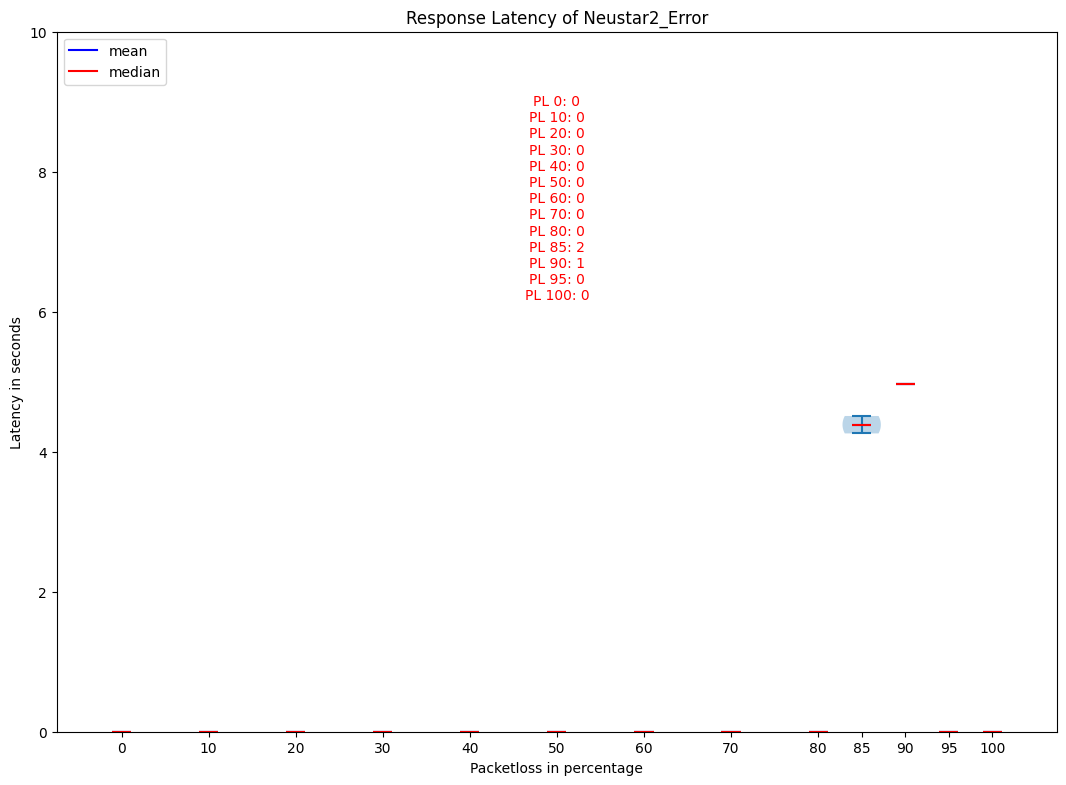 Response Latency of Neustar2_Error
mean
median
PL 0: 0
PL 10: 0
PL 20: 0
PL 30: 0
PL 40: 0
PL 50: 0
PL 60: 0
PL 70: 0
PL 80: 0
PL 85: 2
PL 90: 1
PL 95: 0
PL 100: 0
Latency in seconds
10
8
6
4
2
0
0 10 20 30 40 50 60 70 80 85 90 95 100
Packetloss in percentage